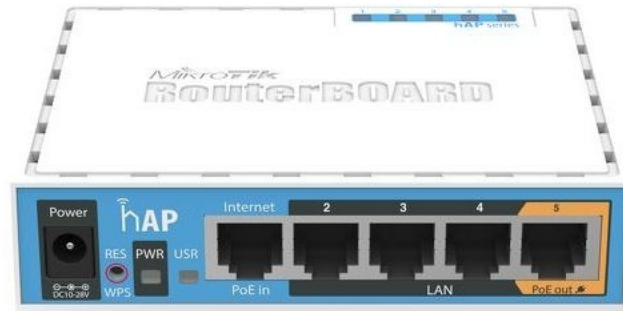 1 2 3 4 5
hAP series
MikroTik
RouterBOARD
Power
hAP
Internet
2
3
4
5
RES
PWR
USR
DC10-28V
WPS
PoE in
LAN
PoE out